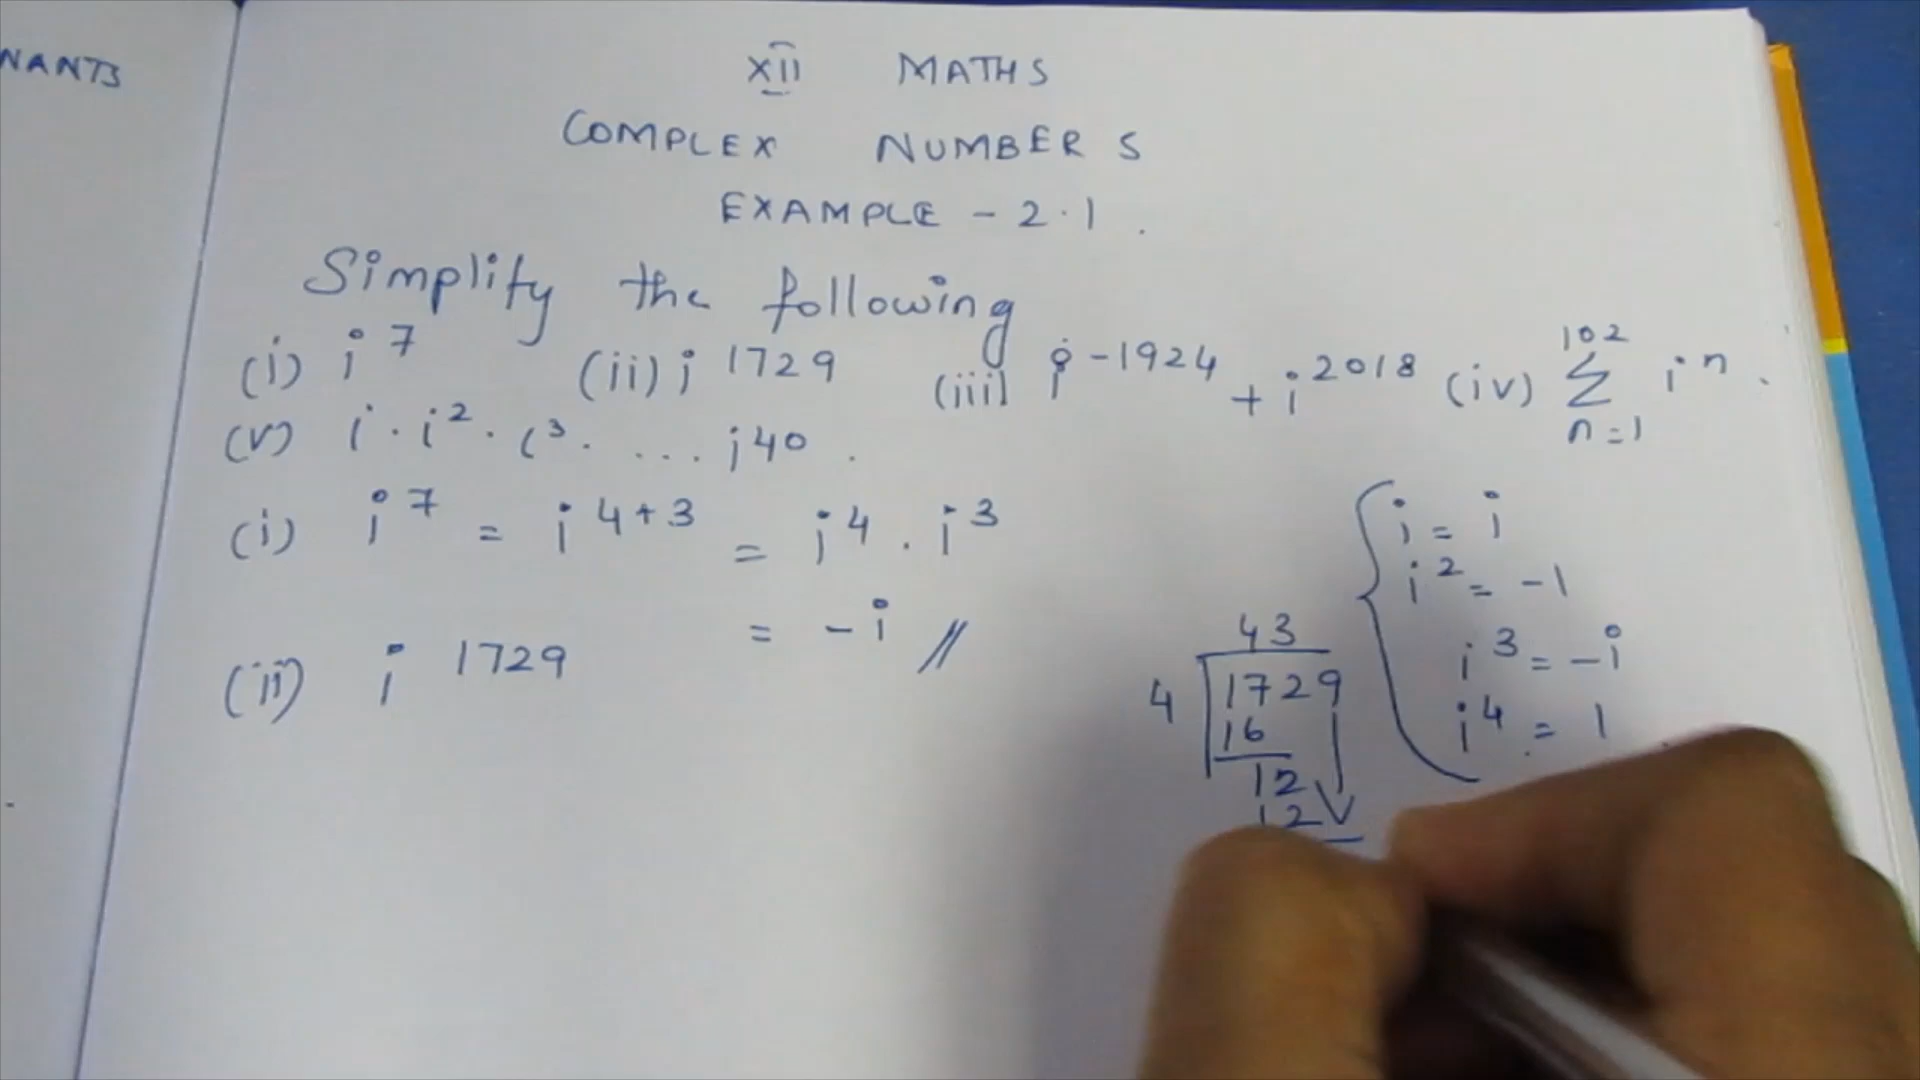 NANTS
XII MATHS
COMPLEX NUMBERS
EXAMPLE - 2.1.
Simplify the following
(i) i^7 (ii) i^1729 (iii) i^-1924 + i^2018 (iv) 102 Σ n=1 i^n.
(v) i . i^2 . i^3 . ... i^40.
(i) i^7 = i^4+3 = i^4 . i^3
= -i //
(ii) i^1729
i = i
i^2 = -1
i^3 = -i
i^4 = 1
43
4 1729
16
12
12